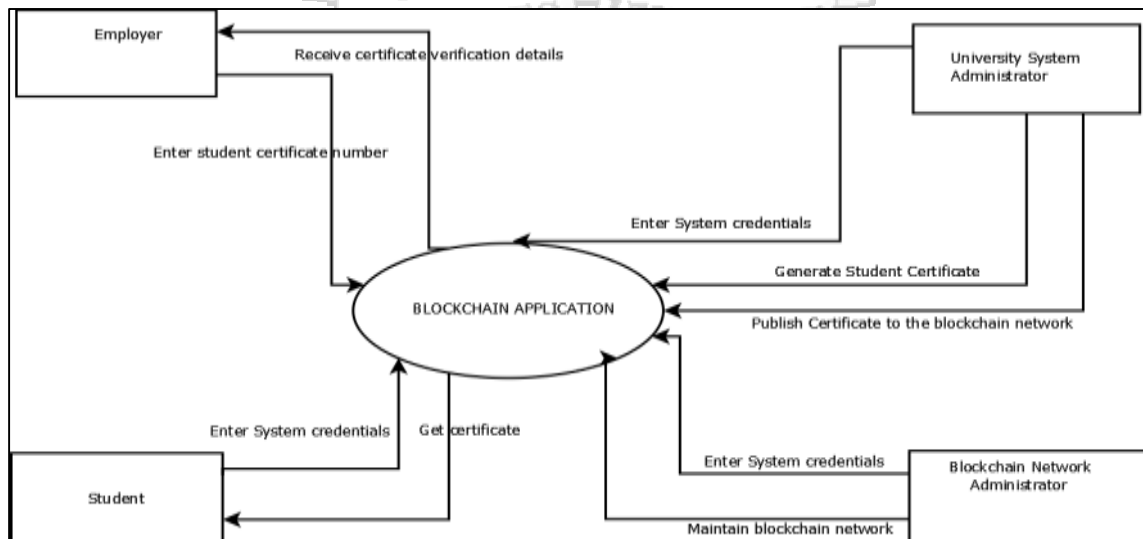 Employer
Receive certificate verification details
University System
Administrator
Enter student certificate number
Enter System credentials
Generate Student Certificate
BLOCKCHAIN APPLICATION
Publish Certificate to the blockchain network
Enter System credentials
Get certificate
Enter System credentials
Blockchain Network
Administrator
Student
Maintain blockchain network